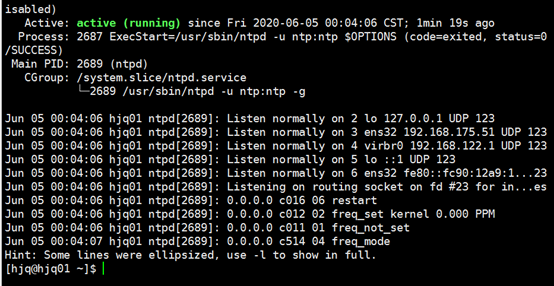 isabled)
   Active: active (running) since Fri 2020-06-05 00:04:06 CST; 1min 19s ago
  Process: 2687 ExecStart=/usr/sbin/ntpd -u ntp:ntp $OPTIONS (code=exited, status=0
/SUCCESS)
 Main PID: 2689 (ntpd)
   CGroup: /system.slice/ntpd.service
           └─2689 /usr/sbin/ntpd -u ntp:ntp -g
Jun 05 00:04:06 hjq01 ntpd[2689]: Listen normally on 2 lo 127.0.0.1 UDP 123
Jun 05 00:04:06 hjq01 ntpd[2689]: Listen normally on 3 ens32 192.168.175.51 UDP 123
Jun 05 00:04:06 hjq01 ntpd[2689]: Listen normally on 4 virbr0 192.168.122.1 UDP 123
Jun 05 00:04:06 hjq01 ntpd[2689]: Listen normally on 5 lo ::1 UDP 123
Jun 05 00:04:06 hjq01 ntpd[2689]: Listen normally on 6 ens32 fe80::fc90:12a9:1...23
Jun 05 00:04:06 hjq01 ntpd[2689]: Listening on routing socket on fd #23 for in...es
Jun 05 00:04:06 hjq01 ntpd[2689]: 0.0.0.0 c016 06 restart
Jun 05 00:04:06 hjq01 ntpd[2689]: 0.0.0.0 c012 02 freq_set kernel 0.000 PPM
Jun 05 00:04:06 hjq01 ntpd[2689]: 0.0.0.0 c011 01 freq_not_set
Jun 05 00:04:07 hjq01 ntpd[2689]: 0.0.0.0 c514 04 freq_mode
Hint: Some lines were ellipsized, use -l to show in full.
[hjq@hjq01 ~]$